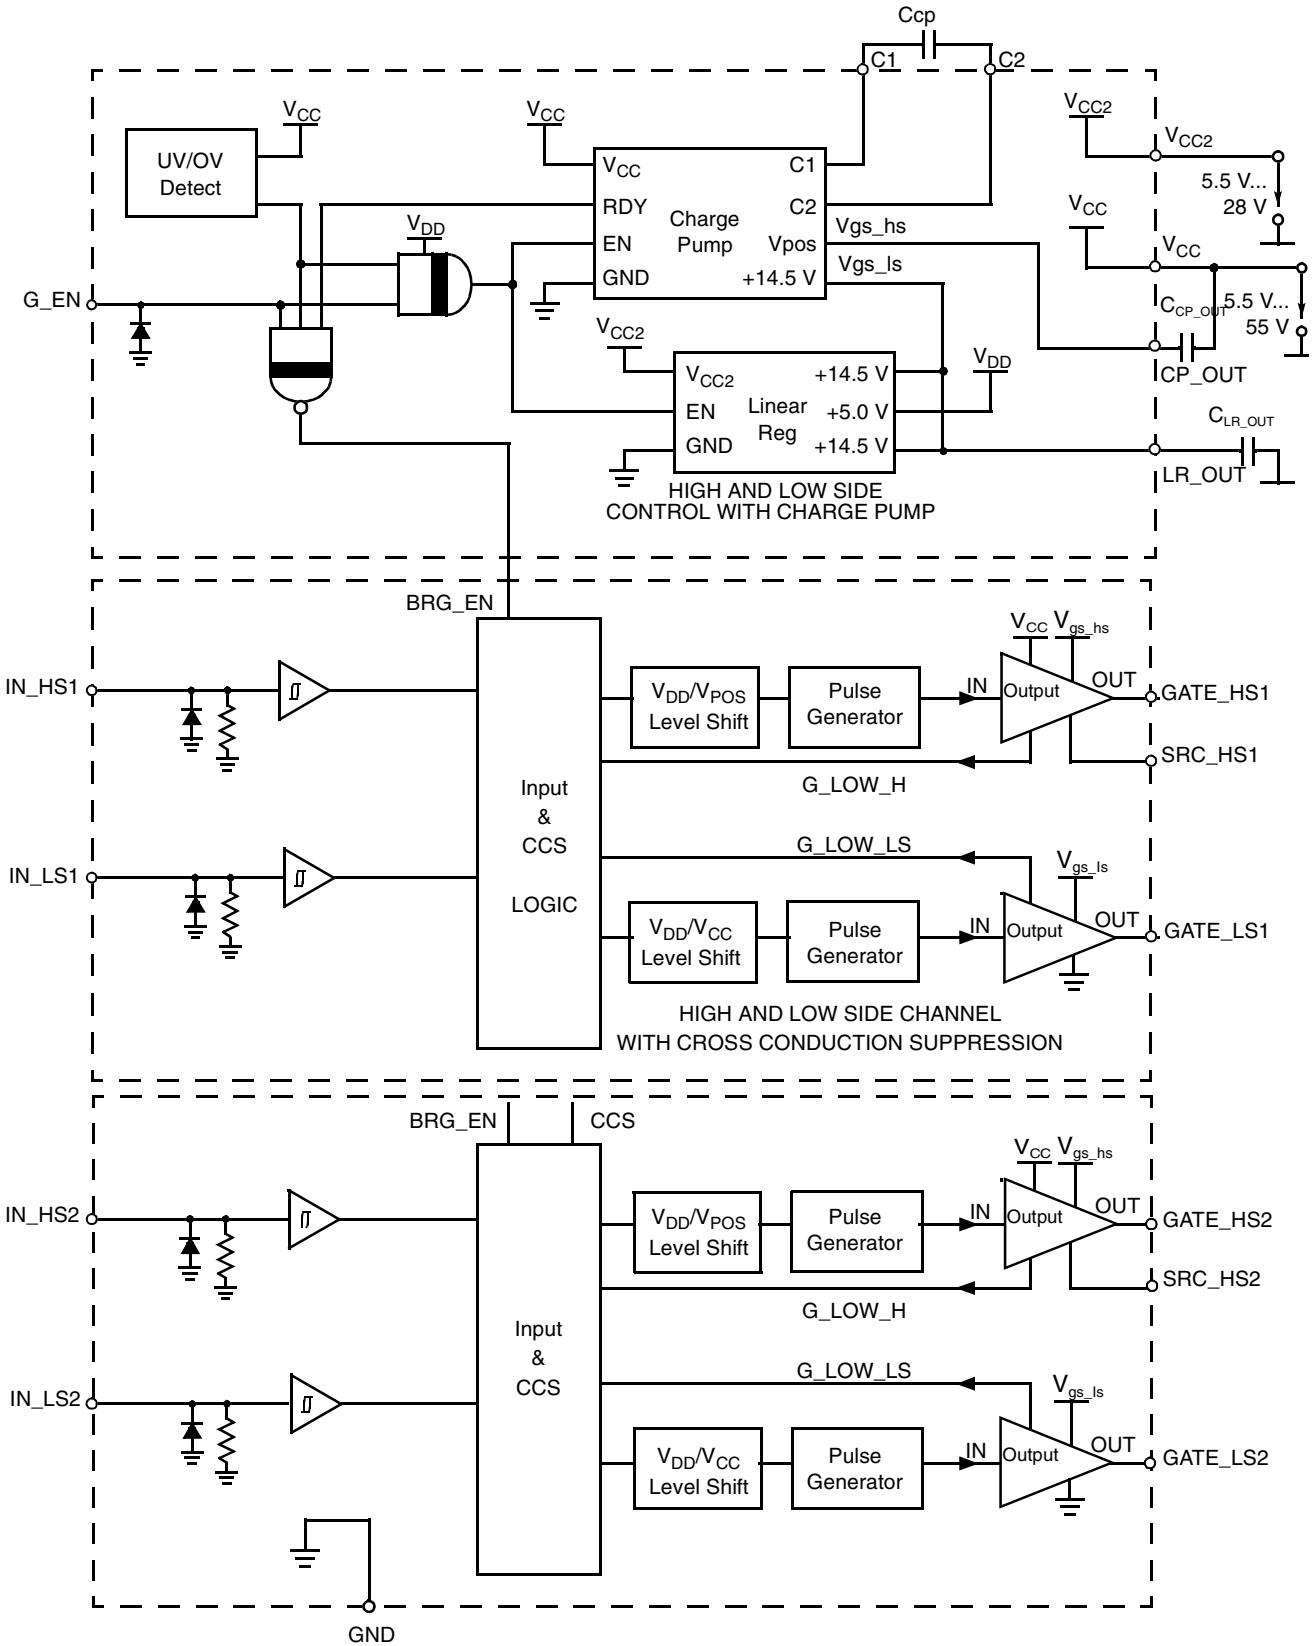 Ccp
C1
C2
VCC
VCC
VCC2
VCC2
UV/OV
Detect
VCC
C1
RDY
Charge
Pump
C2
EN
Vpos
GND
+14.5 V
Vgs_hs
Vgs_ls
5.5 V...
28 V
VCC
VCC
VDD
G_EN
CCP_OUT
5.5 V...
55 V
CP_OUT
VCC2
VDD
VCC2
+14.5 V
EN
Linear
Reg
+5.0 V
GND
+14.5 V
CLR_OUT
LR_OUT
HIGH AND LOW SIDE
CONTROL WITH CHARGE PUMP
BRG_EN
VCC
Vgs_hs
IN_HS1
VDD/VPOS
Level Shift
Pulse
Generator
IN
Output
OUT
GATE_HS1
SRC_HS1
G_LOW_H
Input
&
CCS
LOGIC
G_LOW_LS
Vgs_ls
IN_LS1
VDD/VCC
Level Shift
Pulse
Generator
IN
Output
OUT
GATE_LS1
HIGH AND LOW SIDE CHANNEL
WITH CROSS CONDUCTION SUPPRESSION
BRG_EN
CCS
VCC
Vgs_hs
IN_HS2
VDD/VPOS
Level Shift
Pulse
Generator
IN
Output
OUT
GATE_HS2
SRC_HS2
G_LOW_H
Input
&
CCS
G_LOW_LS
Vgs_ls
IN_LS2
VDD/VCC
Level Shift
Pulse
Generator
IN
Output
OUT
GATE_LS2
GND